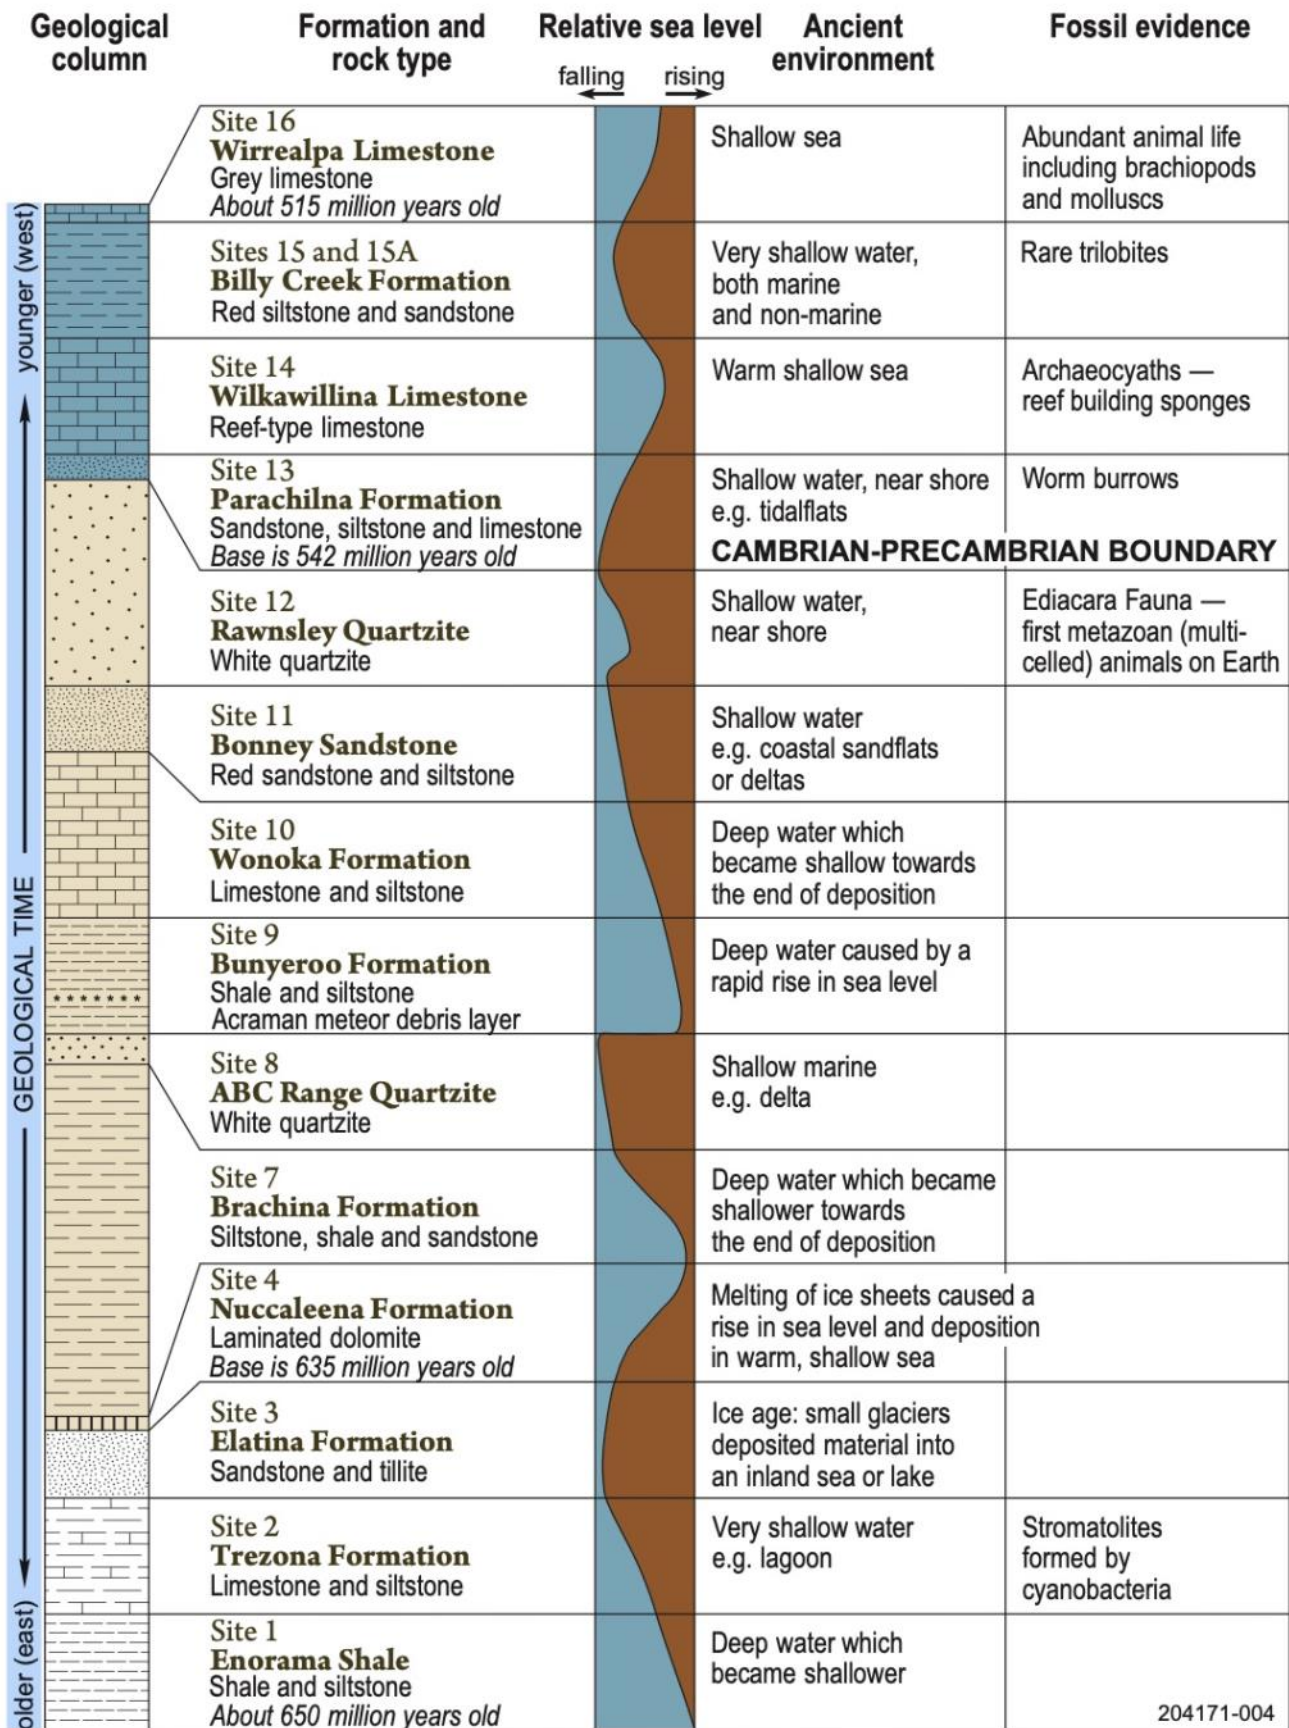 Geological
column
Formation and
rock type
Relative sea level
falling rising
Ancient
environment
Fossil evidence
younger (west)
GEOLOGICAL TIME
older (east)
Site 16
Wirrealpa Limestone
Grey limestone
About 515 million years old
Shallow sea
Abundant animal life
including brachiopods
and molluscs
Sites 15 and 15A
Billy Creek Formation
Red siltstone and sandstone
Very shallow water,
both marine
and non-marine
Rare trilobites
Site 14
Wilkawillina Limestone
Reef-type limestone
Warm shallow sea
Archaeocyaths —
reef building sponges
Site 13
Parachilna Formation
Sandstone, siltstone and limestone
Base is 542 million years old
Shallow water, near shore
e.g. tidalflats
Worm burrows
CAMBRIAN-PRECAMBRIAN BOUNDARY
Site 12
Rawnsley Quartzite
White quartzite
Shallow water,
near shore
Ediacara Fauna —
first metazoan (multi-
celled) animals on Earth
Site 11
Bonney Sandstone
Red sandstone and siltstone
Shallow water
e.g. coastal sandflats
or deltas
Site 10
Wonoka Formation
Limestone and siltstone
Deep water which
became shallow towards
the end of deposition
Site 9
Bunyeroo Formation
Shale and siltstone
Acraman meteor debris layer
Deep water caused by a
rapid rise in sea level
Site 8
ABC Range Quartzite
White quartzite
Shallow marine
e.g. delta
Site 7
Brachina Formation
Siltstone, shale and sandstone
Deep water which became
shallower towards
the end of deposition
Site 4
Nuccaleena Formation
Laminated dolomite
Base is 635 million years old
Melting of ice sheets caused a
rise in sea level and deposition
in warm, shallow sea
Site 3
Elatina Formation
Sandstone and tillite
Ice age: small glaciers
deposited material into
an inland sea or lake
Site 2
Trezona Formation
Limestone and siltstone
Very shallow water
e.g. lagoon
Stromatolites
formed by
cyanobacteria
Site 1
Enorama Shale
Shale and siltstone
About 650 million years old
Deep water which
became shallower
204171-004